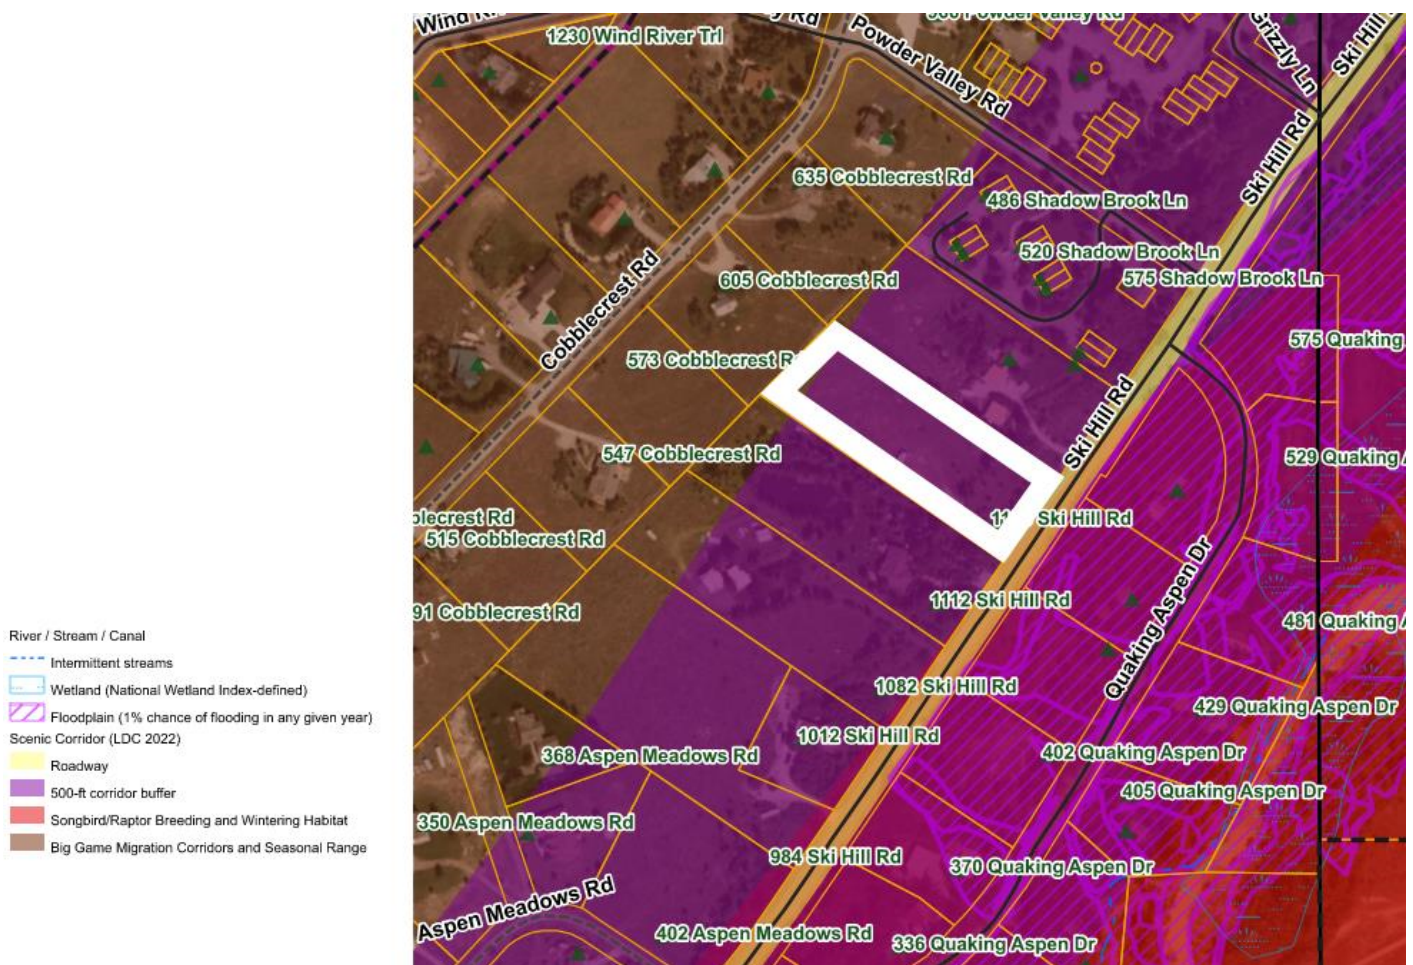 Powder Valley Rd
1230 Wind River Trl
Powder Valley Rd
Grizzly Ln
Ski Hill Rd
Ski Hill Rd
635 Cobblecrest Rd
486 Shadow Brook Ln
520 Shadow Brook Ln
575 Shadow Brook Ln
605 Cobblecrest Rd
Cobblecrest Rd
575 Quaking
573 Cobblecrest R
Ski Hill Rd
547 Cobblecrest Rd
529 Quaking
Ski Hill Rd
515 Cobblecrest Rd
1112 Ski Hill Rd
91 Cobblecrest Rd
Quaking Aspen Dr
481 Quaking
1082 Ski Hill Rd
429 Quaking Aspen Dr
1012 Ski Hill Rd
368 Aspen Meadows Rd
402 Quaking Aspen Dr
405 Quaking Aspen Dr
350 Aspen Meadows Rd
984 Ski Hill Rd
370 Quaking Aspen Dr
Aspen Meadows Rd
402 Aspen Meadows Rd
336 Quaking Aspen Dr
River / Stream / Canal
Intermittent streams
Wetland (National Wetland Index-defined)
Floodplain (1% chance of flooding in any given year)
Scenic Corridor (LDC 2022)
Roadway
500-ft corridor buffer
Songbird/Raptor Breeding and Wintering Habitat
Big Game Migration Corridors and Seasonal Range